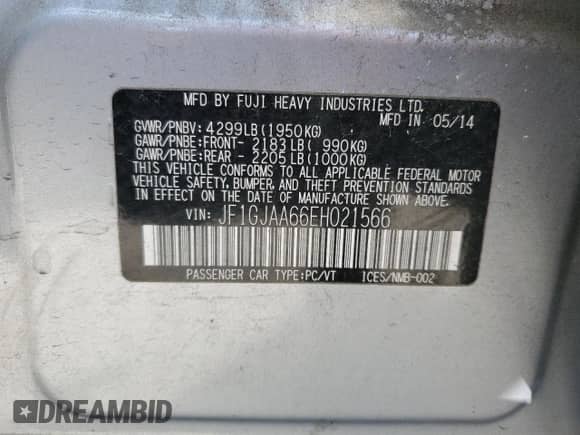 MFD BY FUJI HEAVY INDUSTRIES LTD.
MFD IN 05/14
GVWR/PNBV: 4299LB(1950KG)
GAWR/PNBE:FRONT- 2183LB( 990KG)
GAWR/PNBE:REAR - 2205LB(1000KG)
THIS VEHICLE CONFORMS TO ALL APPLICABLE FEDERAL MOTOR
VEHICLE SAFETY, BUMPER, AND THEFT PREVENTION STANDARDS
IN EFFECT ON THE DATE OF MANUFACTURE SHOWN ABOVE.
VIN: JF1GJAA66EH021566
PASSENGER CAR TYPE:PC/VT ICES/NMB-002
DREAMBID